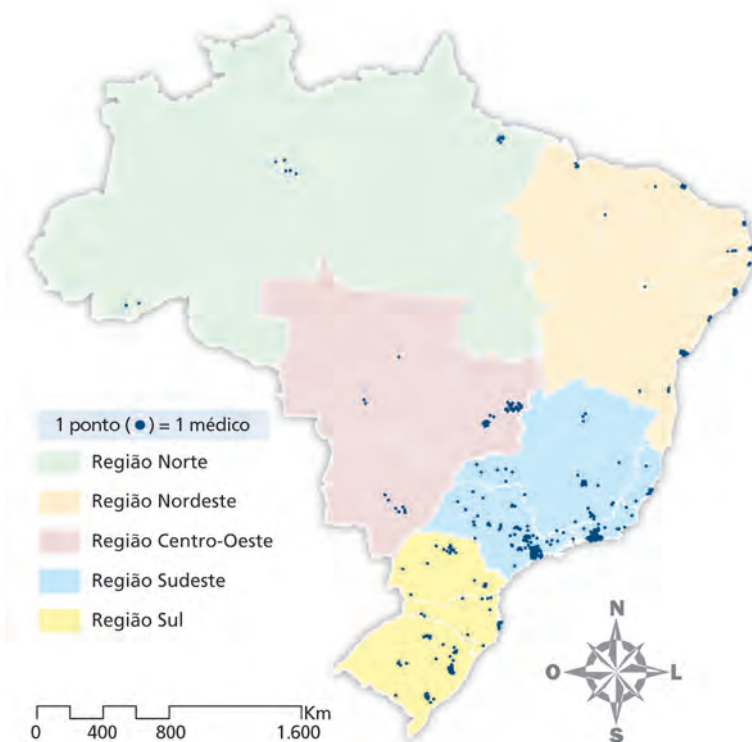 1 ponto (●) = 1 médico
Região Norte
Região Nordeste
Região Centro-Oeste
Região Sudeste
Região Sul
N
O L
S
Km
0 400 800 1.600